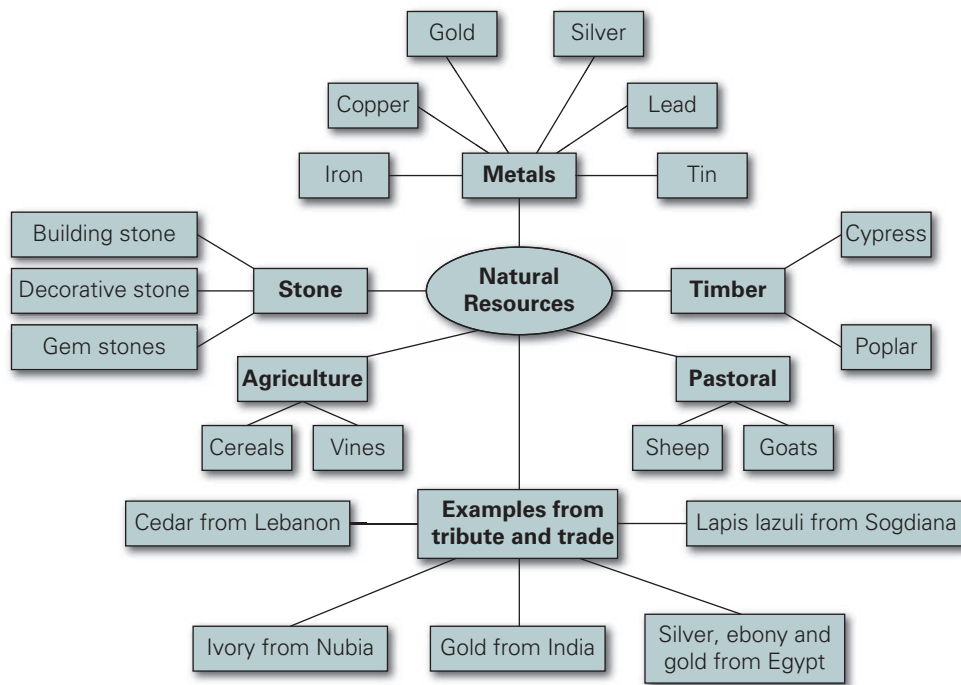 Gold
Silver
Copper
Lead
Iron
Metals
Tin
Building stone
Cypress
Decorative stone
Stone
Natural
Resources
Timber
Gem stones
Poplar
Agriculture
Pastoral
Cereals
Vines
Sheep
Goats
Cedar from Lebanon
Examples from
tribute and trade
Lapis lazuli from Sogdiana
Ivory from Nubia
Gold from India
Silver, ebony and
gold from Egypt